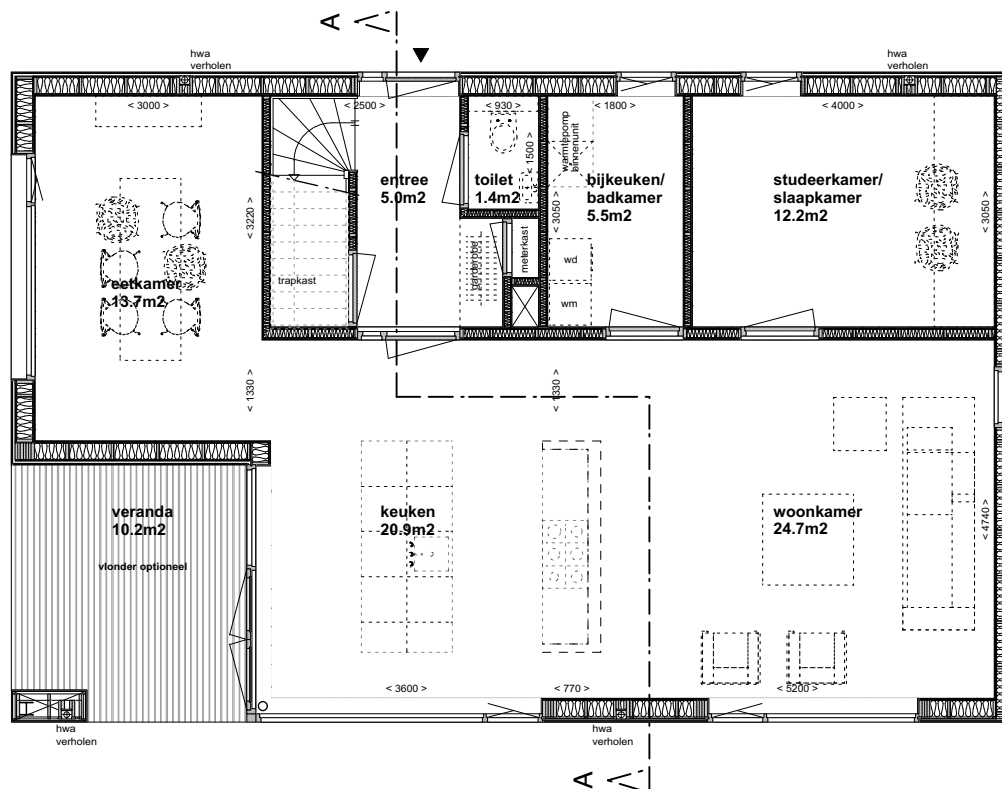 A
hwa
verholen
hwa
verholen
< 3000 >
< 2500 >
< 930 >
< 1800 >
< 4000 >
< 1500 >
warmtepomp
binnenunit
entree
5.0m2
toilet
1.4m2
bijkeuken/
badkamer
5.5m2
studeerkamer/
slaapkamer
12.2m2
< 3220 >
< 3050 >
< 3050 >
eetkamer
13.7m2
trapkast
garderobe
meterkast
wd
wm
< 1330 >
< 1330 >
veranda
10.2m2
vlonder optioneel
keuken
20.9m2
woonkamer
24.7m2
< 4740 >
< 3600 >
< 770 >
< 5200 >
hwa
verholen
hwa
verholen
A